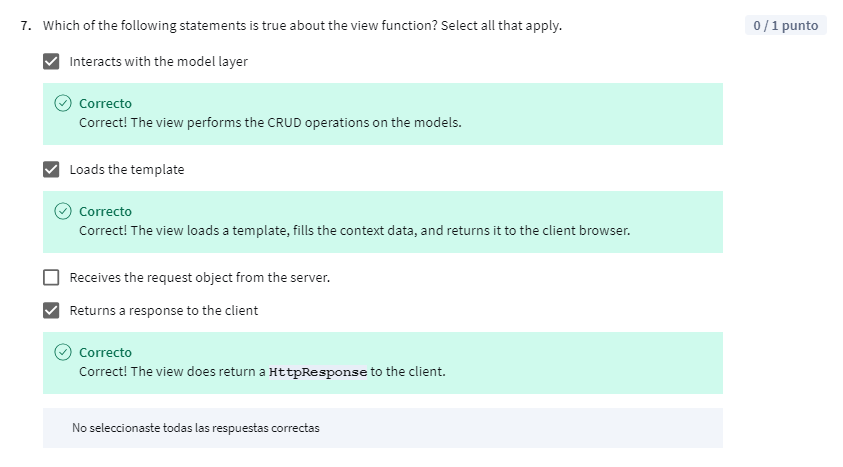 7. Which of the following statements is true about the view function? Select all that apply.
0 / 1 punto
Interacts with the model layer
Correcto
Correct! The view performs the CRUD operations on the models.
Loads the template
Correcto
Correct! The view loads a template, fills the context data, and returns it to the client browser.
Receives the request object from the server.
Returns a response to the client
Correcto
Correct! The view does return a HttpResponse to the client.
No seleccionaste todas las respuestas correctas